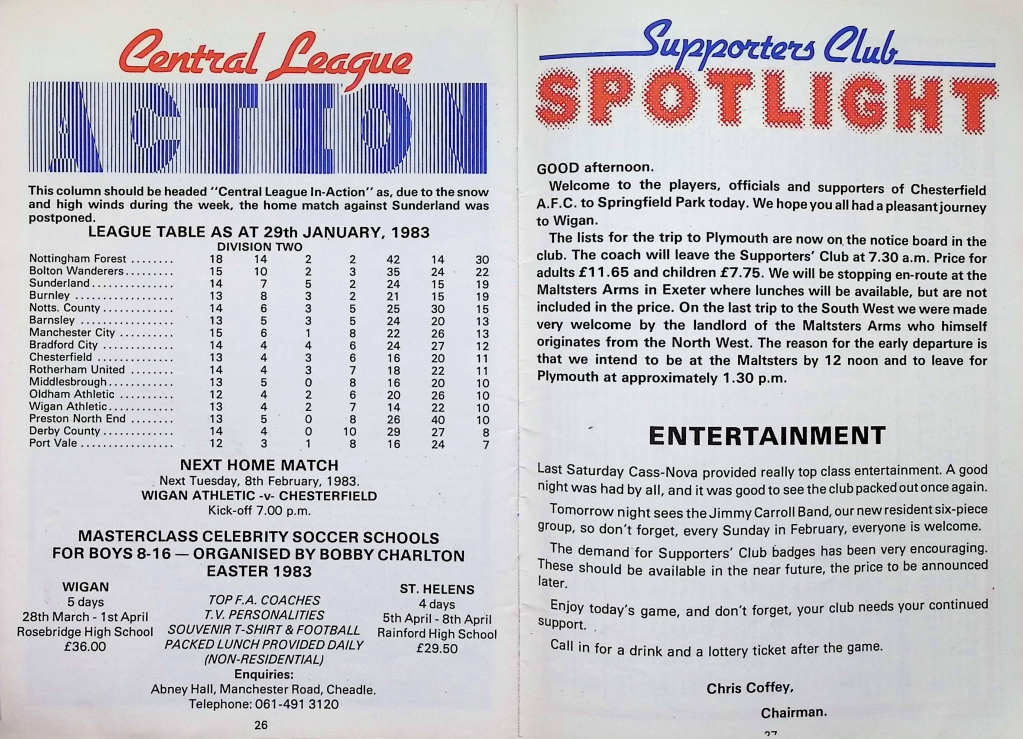 Central League
ACTION
This column should be headed "Central League In-Action" as, due to the snow
and high winds during the week, the home match against Sunderland was
postponed.
LEAGUE TABLE AS AT 29th JANUARY, 1983
DIVISION TWO
Nottingham Forest ........ 18 14 2 2 42 14 30
Bolton Wanderers........... 15 10 2 3 35 24 22
Sunderland................... 14 7 5 2 24 15 19
Burnley ....................... 13 8 3 2 21 15 19
Notts. County............... 14 6 3 5 25 30 15
Barnsley ...................... 13 5 3 5 24 20 13
Manchester City ........... 15 6 1 8 22 26 13
Bradford City ............... 14 4 4 6 24 27 12
Chesterfield ................. 13 4 3 6 16 20 11
Rotherham United ........ 14 4 3 7 18 22 11
Middlesbrough.............. 13 5 0 8 16 20 10
Oldham Athletic ............ 12 4 2 6 20 26 10
Wigan Athletic.............. 13 4 2 7 14 22 10
Preston North End ........ 13 5 0 8 26 40 10
Derby County............... 14 4 0 10 29 27 8
Port Vale ..................... 12 3 1 8 16 24 7
NEXT HOME MATCH
Next Tuesday, 8th February, 1983.
WIGAN ATHLETIC -v- CHESTERFIELD
Kick-off 7.00 p.m.
MASTERCLASS CELEBRITY SOCCER SCHOOLS
FOR BOYS 8-16 — ORGANISED BY BOBBY CHARLTON
EASTER 1983
WIGAN
5 days
28th March - 1st April
Rosebridge High School
£36.00
TOP F.A. COACHES
T.V. PERSONALITIES
SOUVENIR T-SHIRT & FOOTBALL
PACKED LUNCH PROVIDED DAILY
(NON-RESIDENTIAL)
ST. HELENS
4 days
5th April - 8th April
Rainford High School
£29.50
Enquiries:
Abney Hall, Manchester Road, Cheadle.
Telephone: 061-491 3120
26
Supporters Club
SPOTLIGHT
GOOD afternoon.
Welcome to the players, officials and supporters of Chesterfield
A.F.C. to Springfield Park today. We hope you all had a pleasant journey
to Wigan.
The lists for the trip to Plymouth are now on the notice board in the
club. The coach will leave the Supporters' Club at 7.30 a.m. Price for
adults £11.65 and children £7.75. We will be stopping en-route at the
Maltsters Arms in Exeter where lunches will be available, but are not
included in the price. On the last trip to the South West we were made
very welcome by the landlord of the Maltsters Arms who himself
originates from the North West. The reason for the early departure is
that we intend to be at the Maltsters by 12 noon and to leave for
Plymouth at approximately 1.30 p.m.
ENTERTAINMENT
Last Saturday Cass-Nova provided really top class entertainment. A good
night was had by all, and it was good to see the club packed out once again.
Tomorrow night sees the Jimmy Carroll Band, our new resident six-piece
group, so don't forget, every Sunday in February, everyone is welcome.
The demand for Supporters' Club badges has been very encouraging.
These should be available in the near future, the price to be announced
later.
Enjoy today's game, and don't forget, your club needs your continued
support.
Call in for a drink and a lottery ticket after the game.
Chris Coffey,
Chairman.